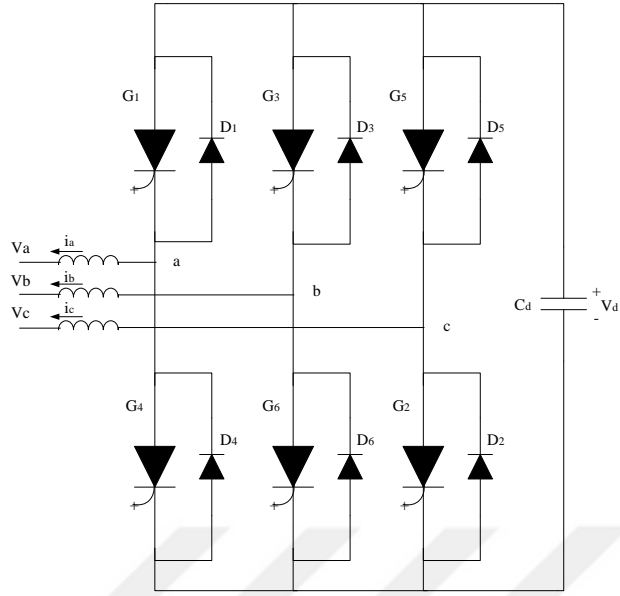 G1 G3 G5
D1 D3 D5
+ + +
Va ia a
Vb ib b
Vc ic c
Cd + Vd
-
G4 G6 G2
D4 D6 D2
+ + +